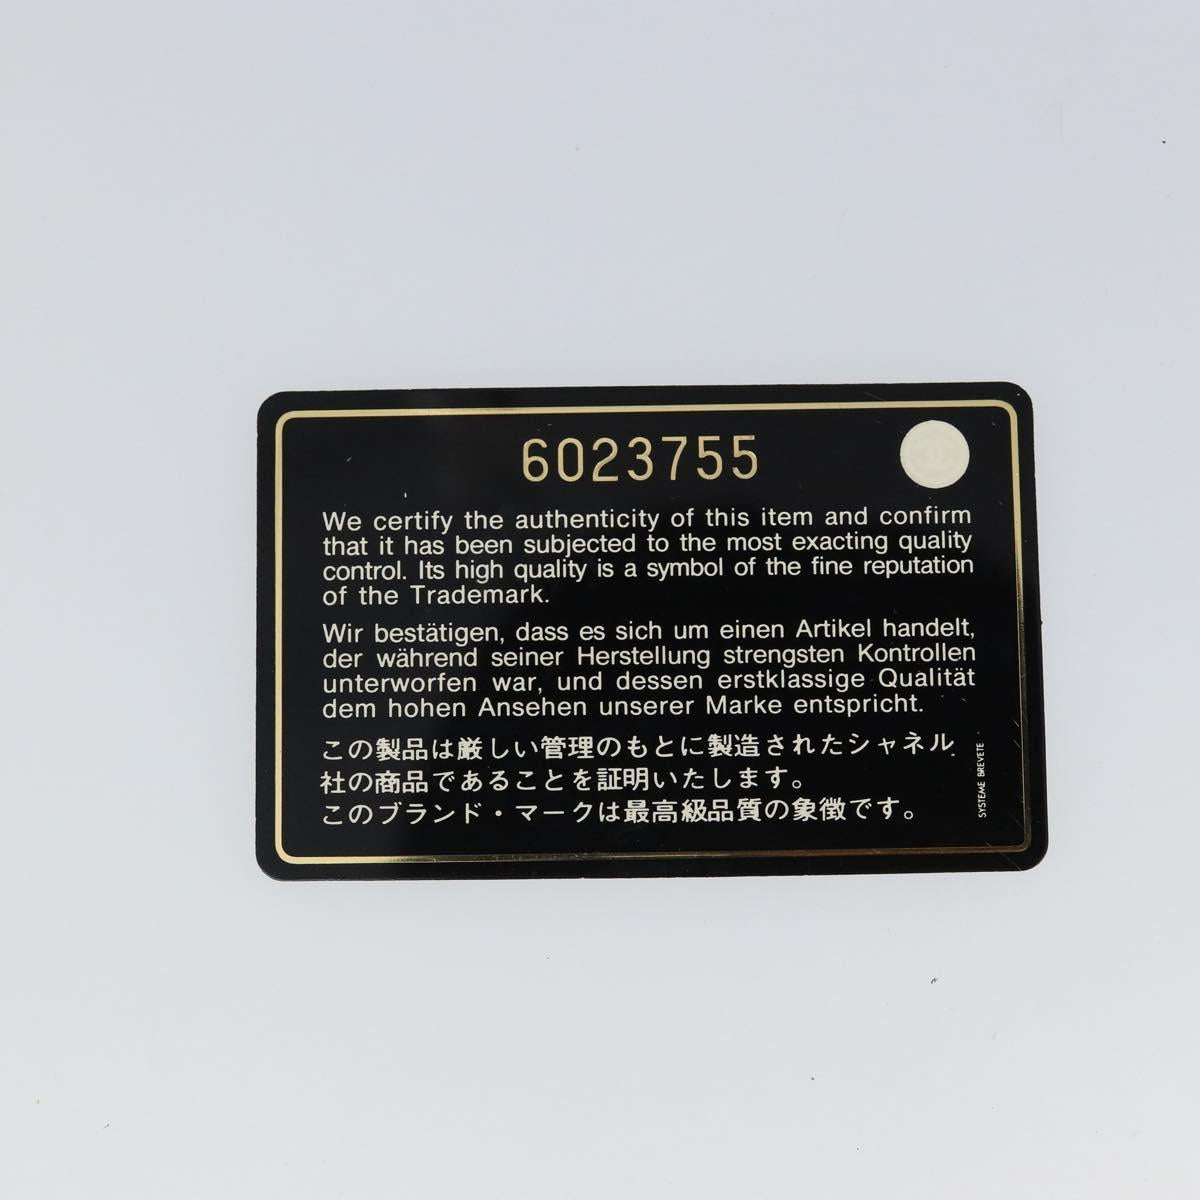 6023755
We certify the authenticity of this item and confirm
that it has been subjected to the most exacting quality
control. Its high quality is a symbol of the fine reputation
of the Trademark.
Wir bestätigen, dass es sich um einen Artikel handelt,
der während seiner Herstellung strengsten Kontrollen
unterworfen war, und dessen erstklassige Qualität
dem hohen Ansehen unserer Marke entspricht.
この製品は厳しい管理のもとに製造されたシャネル
社の商品であることを証明いたします。
このブランド・マークは最高級品質の象徴です。
SYSTEME BREVETE